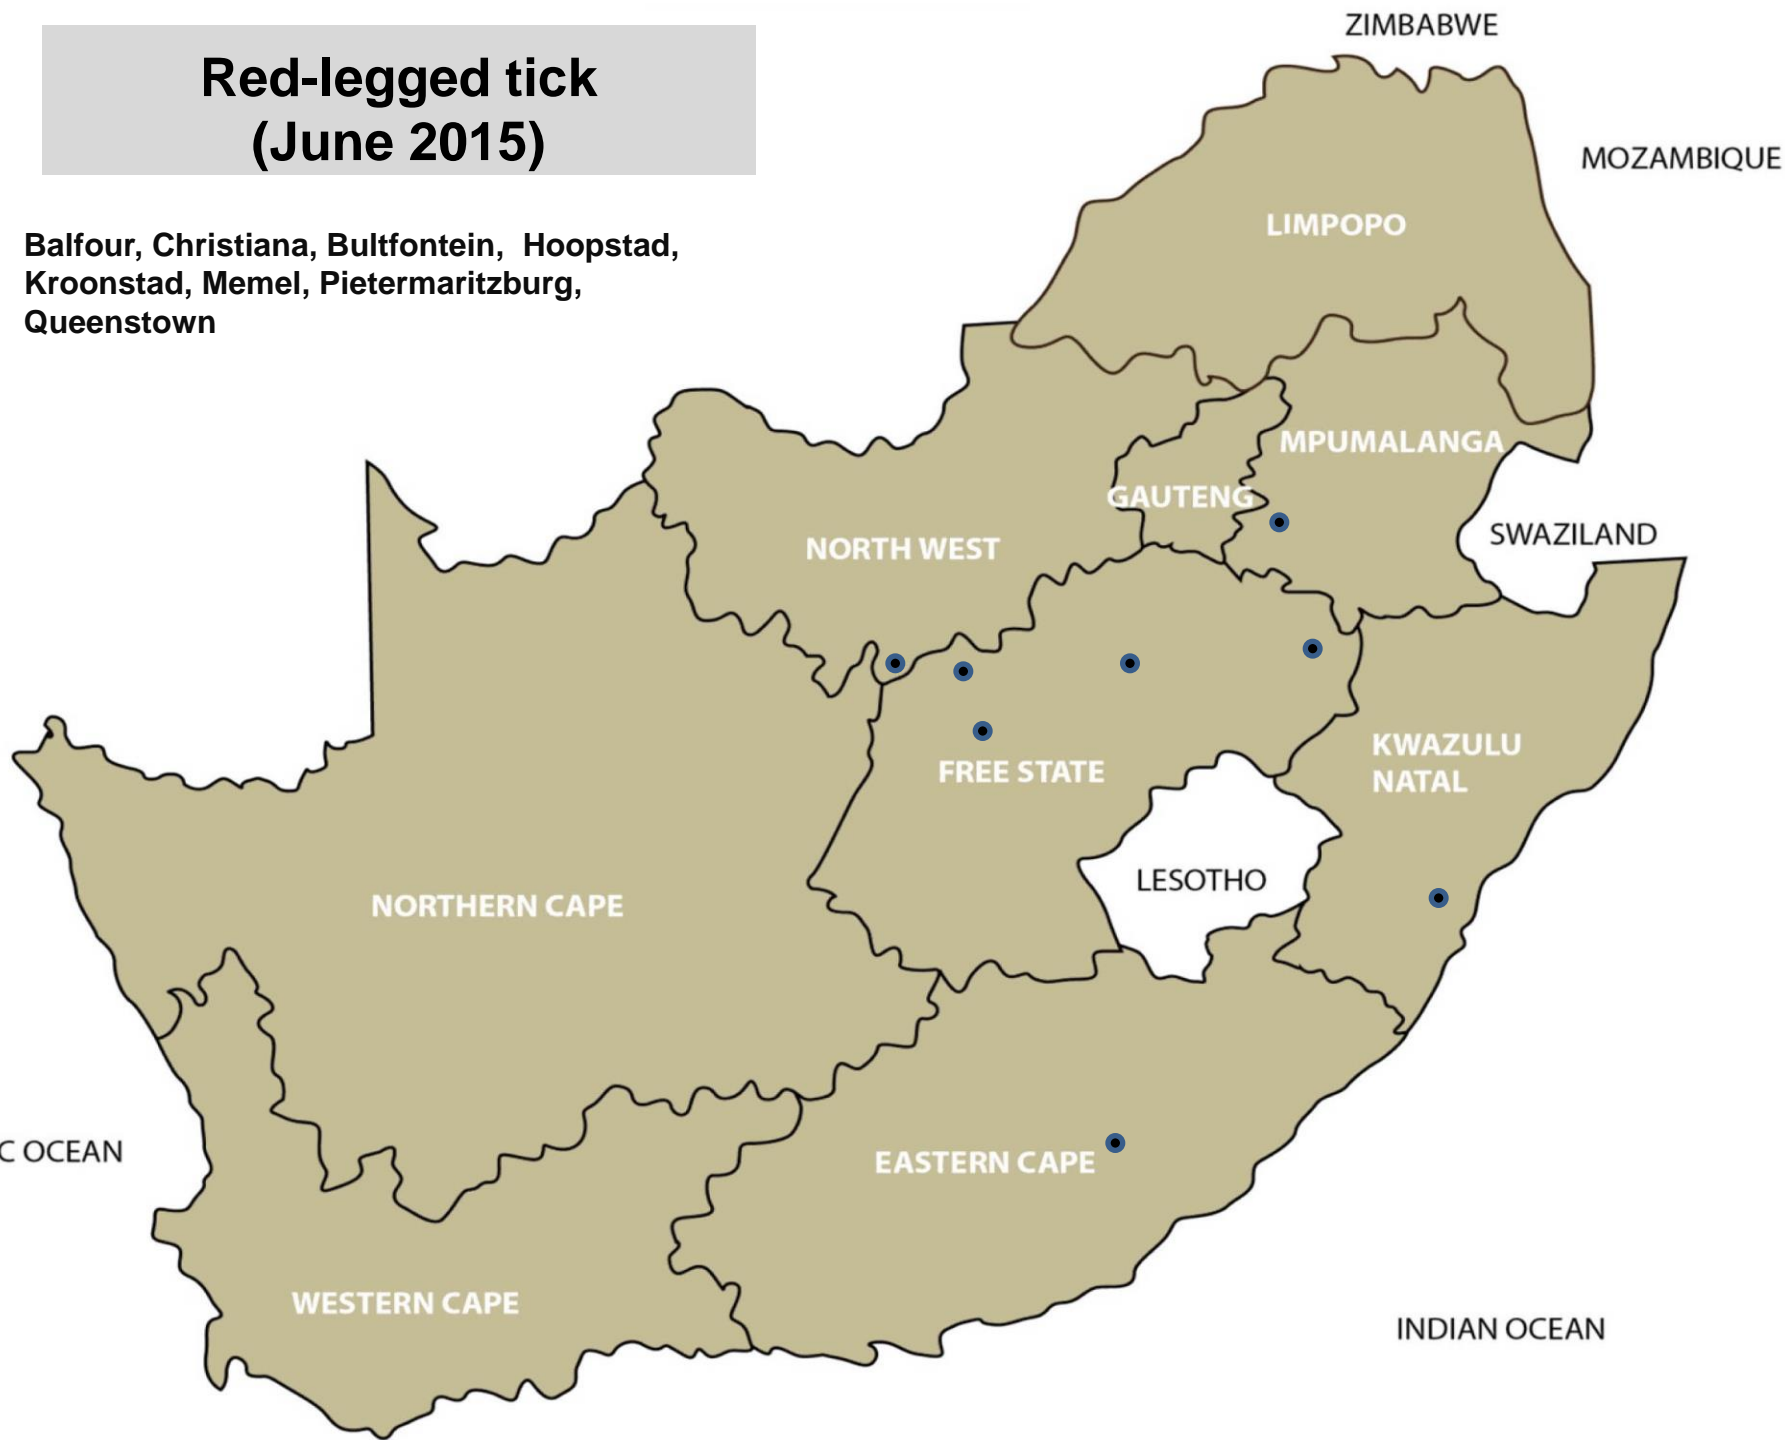 Red-legged tick
(June 2015)
Balfour, Christiana, Bultfontein, Hoopstad,
Kroonstad, Memel, Pietermaritzburg,
Queenstown
ZIMBABWE
MOZAMBIQUE
LIMPOPO
MPUMALANGA
GAUTENG
SWAZILAND
NORTH WEST
KWAZULU
NATAL
FREE STATE
LESOTHO
NORTHERN CAPE
C OCEAN
EASTERN CAPE
WESTERN CAPE
INDIAN OCEAN